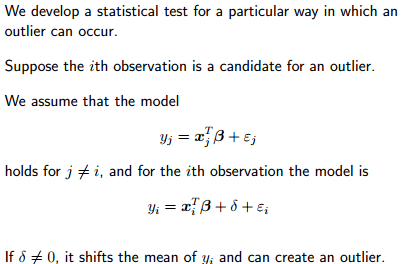 We develop a statistical test for a particular way in which an
outlier can occur.
Suppose the ith observation is a candidate for an outlier.
We assume that the model
y_j = x_j^T β + ε_j
holds for j ≠ i, and for the ith observation the model is
y_i = x_i^T β + δ + ε_i
If δ ≠ 0, it shifts the mean of y_i and can create an outlier.